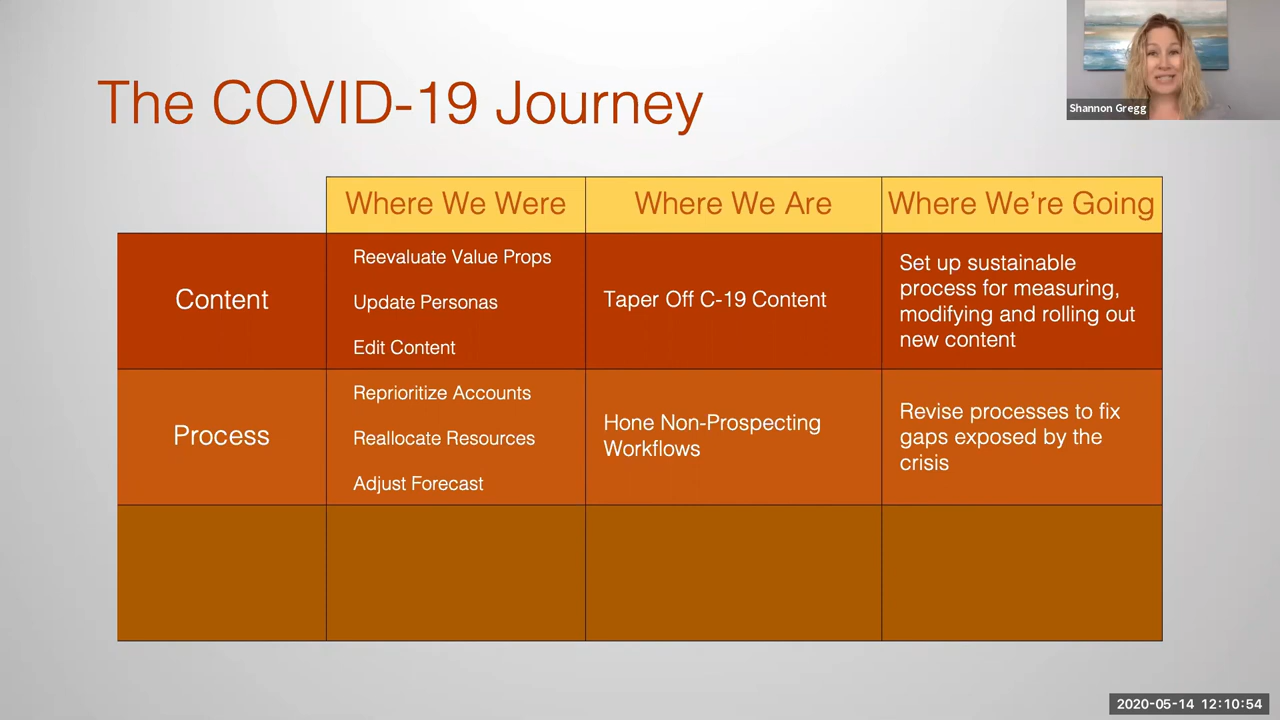 The COVID-19 Journey
Shannon Gregg
Where We Were
Where We Are
Where We're Going
Content
Reevaluate Value Props
Update Personas
Edit Content
Taper Off C-19 Content
Set up sustainable
process for measuring,
modifying and rolling out
new content
Process
Reprioritize Accounts
Reallocate Resources
Adjust Forecast
Hone Non-Prospecting
Workflows
Revise processes to fix
gaps exposed by the
crisis
2020-05-14 12:10:54